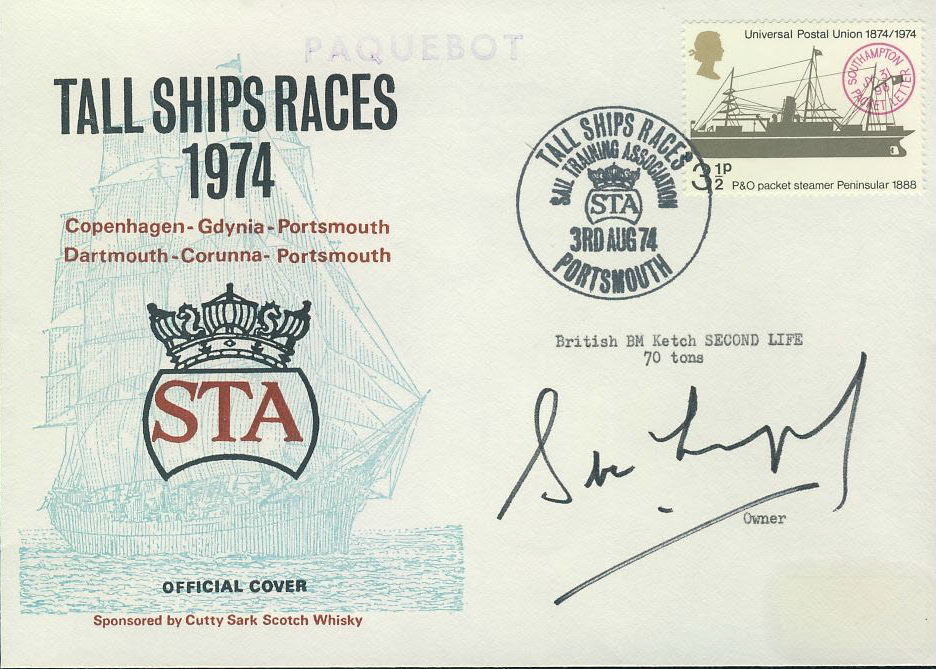 PAQUEBOT
TALL SHIPS RACES
1974
Copenhagen-Gdynia-Portsmouth
Dartmouth-Corunna-Portsmouth
STA
OFFICIAL COVER
Sponsored by Cutty Sark Scotch Whisky
Universal Postal Union 1874/1974
SOUTHAMPTON
PACKET LETTER
3½p
P&O packet steamer Peninsular 1888
TALL SHIPS RACES
SAIL TRAINING ASSOCIATION
STA
3RD AUG 74
PORTSMOUTH
British BM Ketch SECOND LIFE
70 tons
Owner